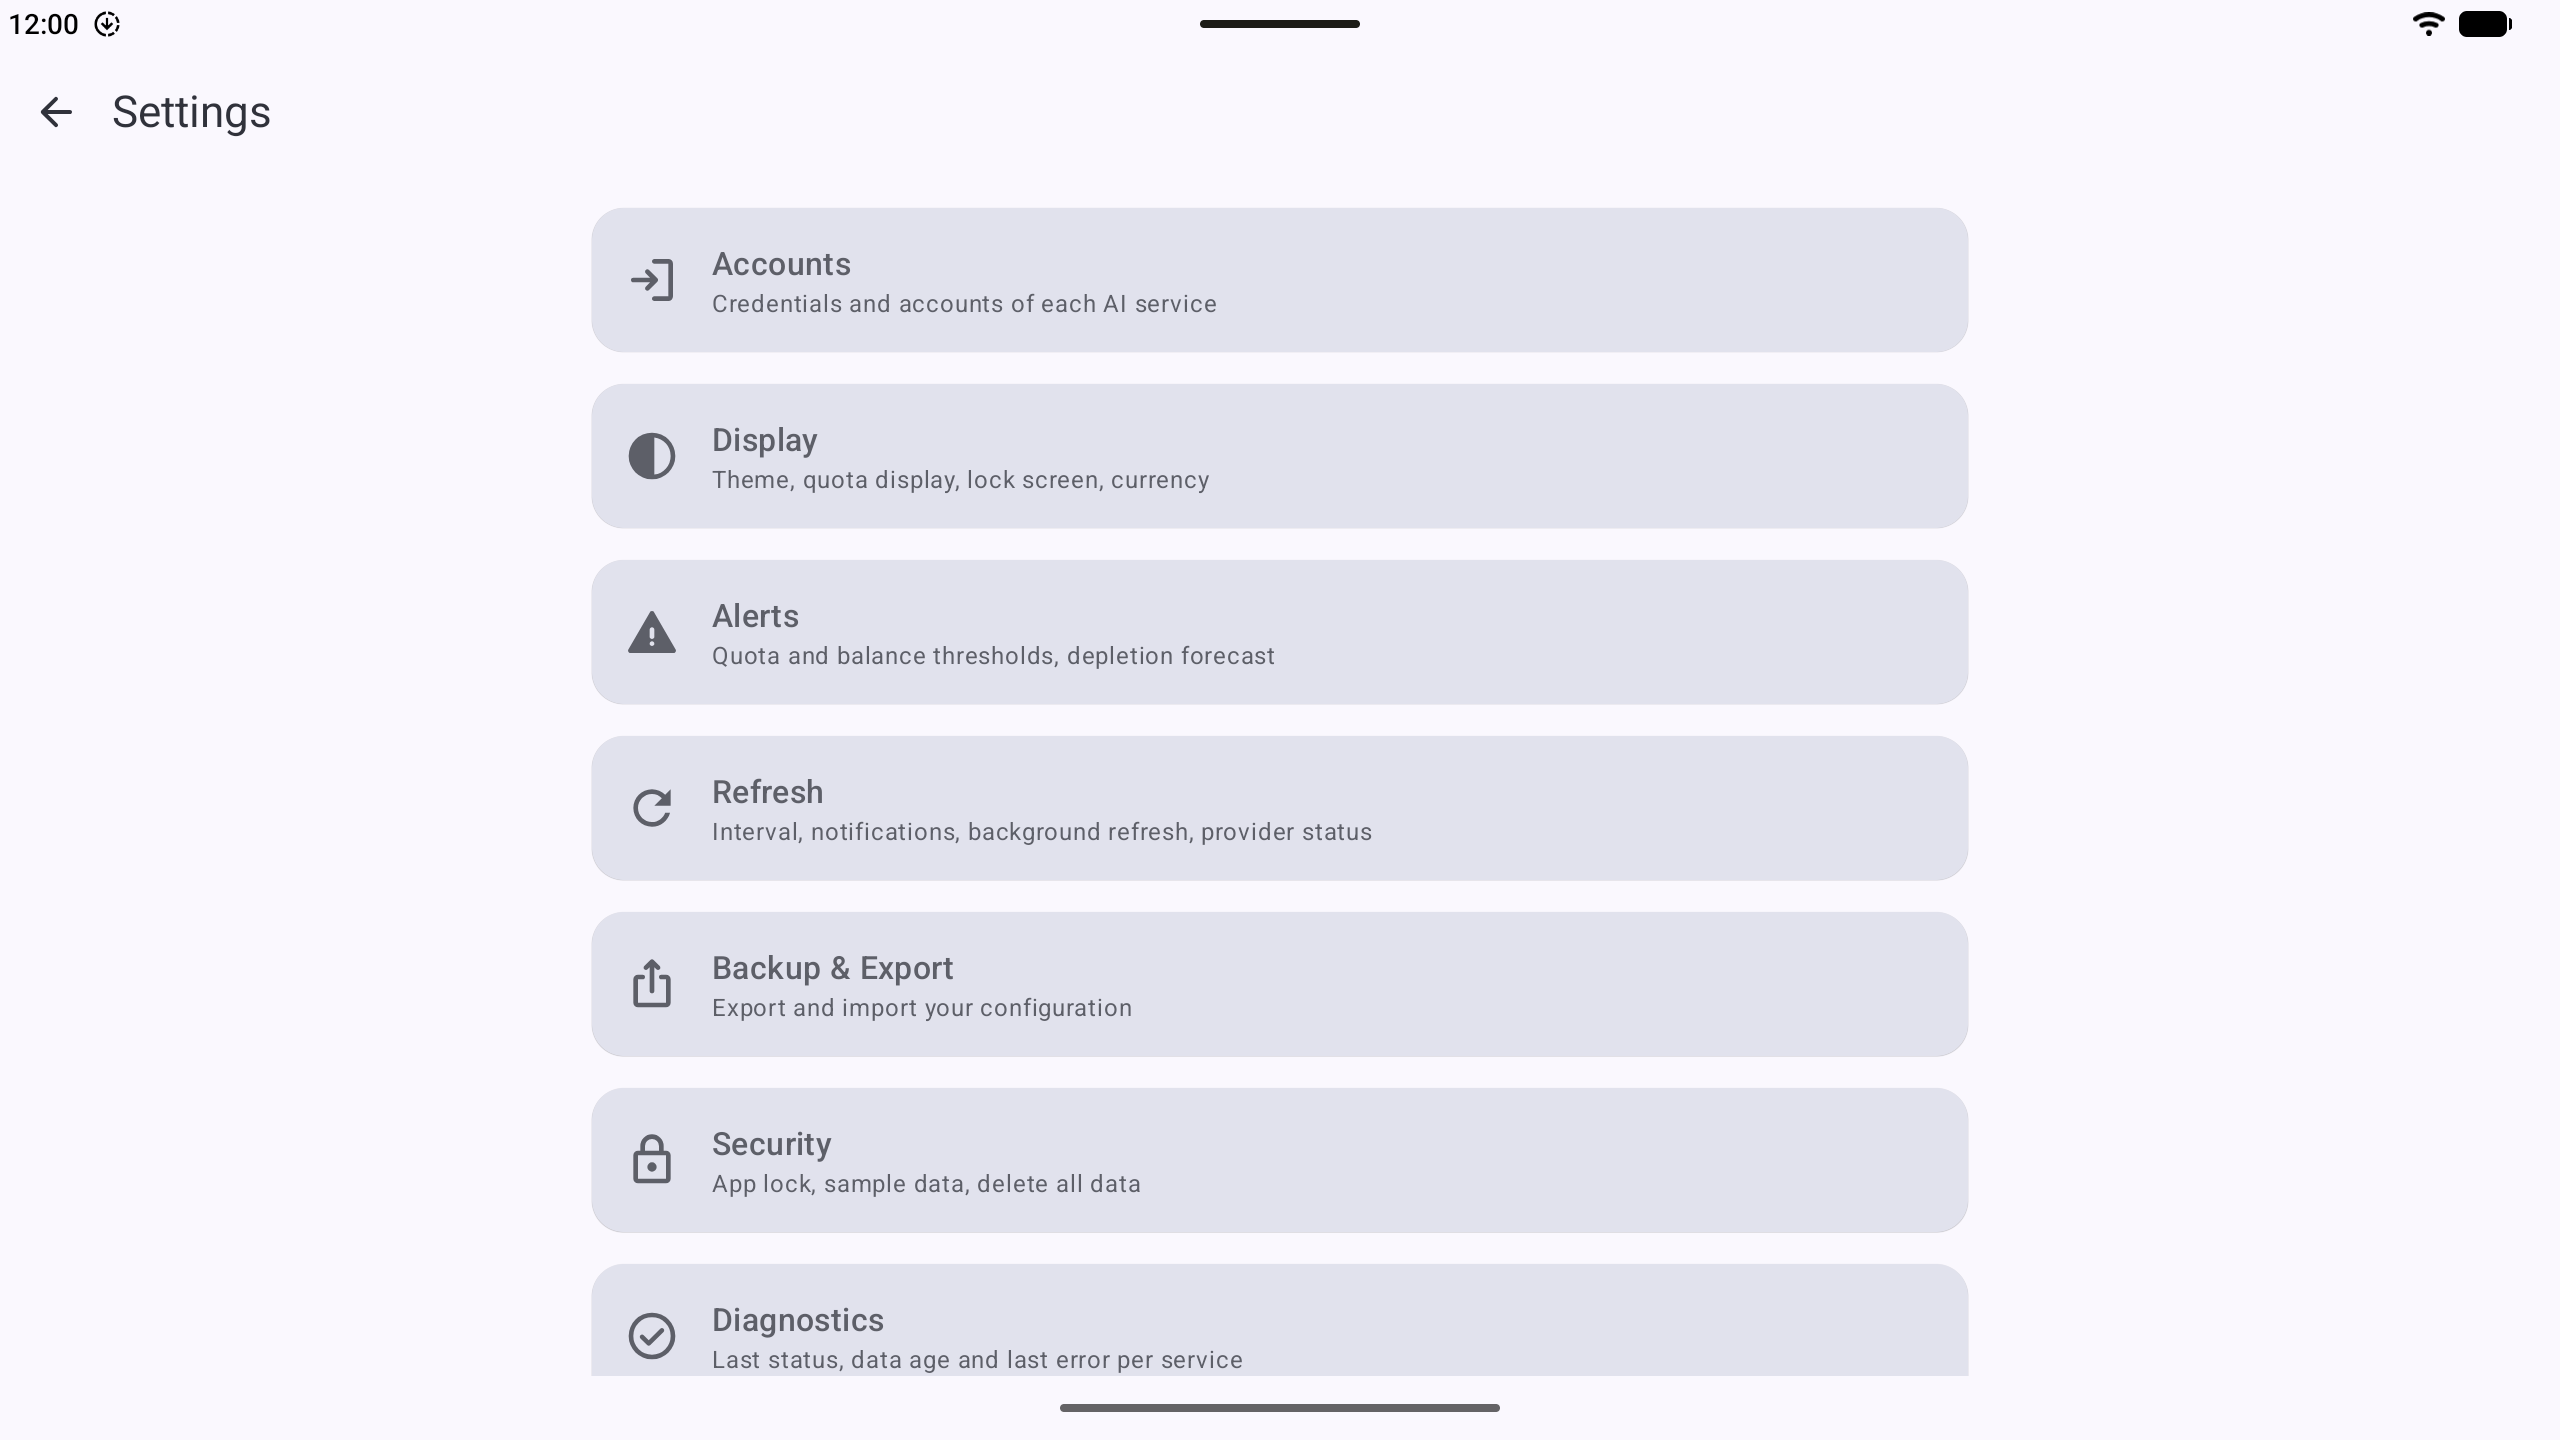 12:00
Settings
Accounts
Credentials and accounts of each AI service
Display
Theme, quota display, lock screen, currency
Alerts
Quota and balance thresholds, depletion forecast
Refresh
Interval, notifications, background refresh, provider status
Backup & Export
Export and import your configuration
Security
App lock, sample data, delete all data
Diagnostics
Last status, data age and last error per service